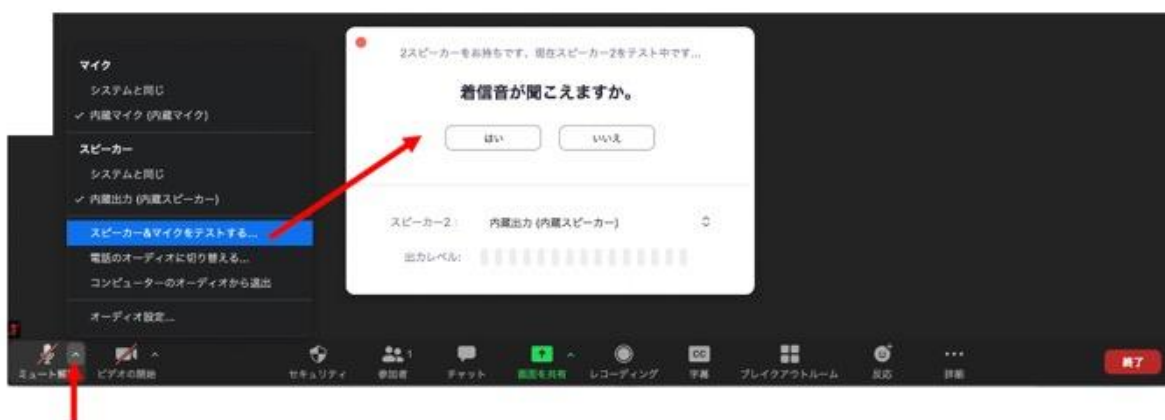 マイク
システムと同じ
✓ 内蔵マイク (内蔵マイク)
スピーカー
システムと同じ
✓ 内蔵出力 (内蔵スピーカー)
スピーカー&マイクをテストする...
電話のオーディオに切り替える...
コンピューターのオーディオから退出
オーディオ設定...
2スピーカーをお持ちです。現在スピーカー2をテスト中です...
着信音が聞こえますか。
はい
いいえ
スピーカー2:
内蔵出力 (内蔵スピーカー)
出力レベル:
ミュート解
ビデオの開始
セキュリティ
1
参加者
チャット
画面を共有
レコーディング
CC
字幕
ブレイクアウトルーム
反応
詳細
終了